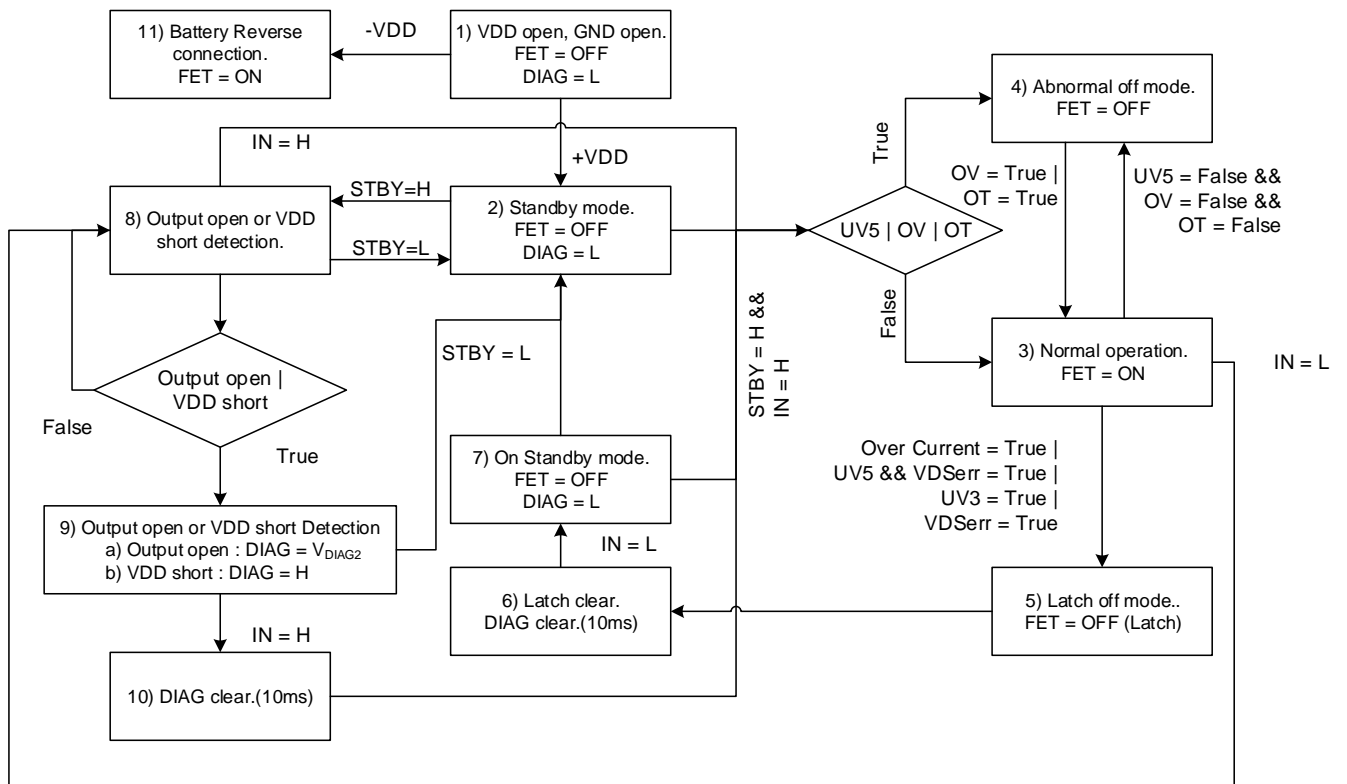 11) Battery Reverse
connection.
FET = ON
-VDD
1) VDD open, GND open.
FET = OFF
DIAG = L
4) Abnormal off mode.
FET = OFF
IN = H
+VDD
True
OV = True |
OT = True
UV5 = False &&
OV = False &&
OT = False
8) Output open or VDD
short detection.
STBY=H
STBY=L
2) Standby mode.
FET = OFF
DIAG = L
UV5 | OV | OT
False
STBY = H &&
IN = H
3) Normal operation.
FET = ON
IN = L
Output open |
VDD short
STBY = L
False
True
7) On Standby mode.
FET = OFF
DIAG = L
Over Current = True |
UV5 && VDSerr = True |
UV3 = True |
VDSerr = True
9) Output open or VDD short Detection
a) Output open : DIAG = VDIAG2
b) VDD short : DIAG = H
IN = L
6) Latch clear.
DIAG clear.(10ms)
5) Latch off mode..
FET = OFF (Latch)
IN = H
10) DIAG clear.(10ms)